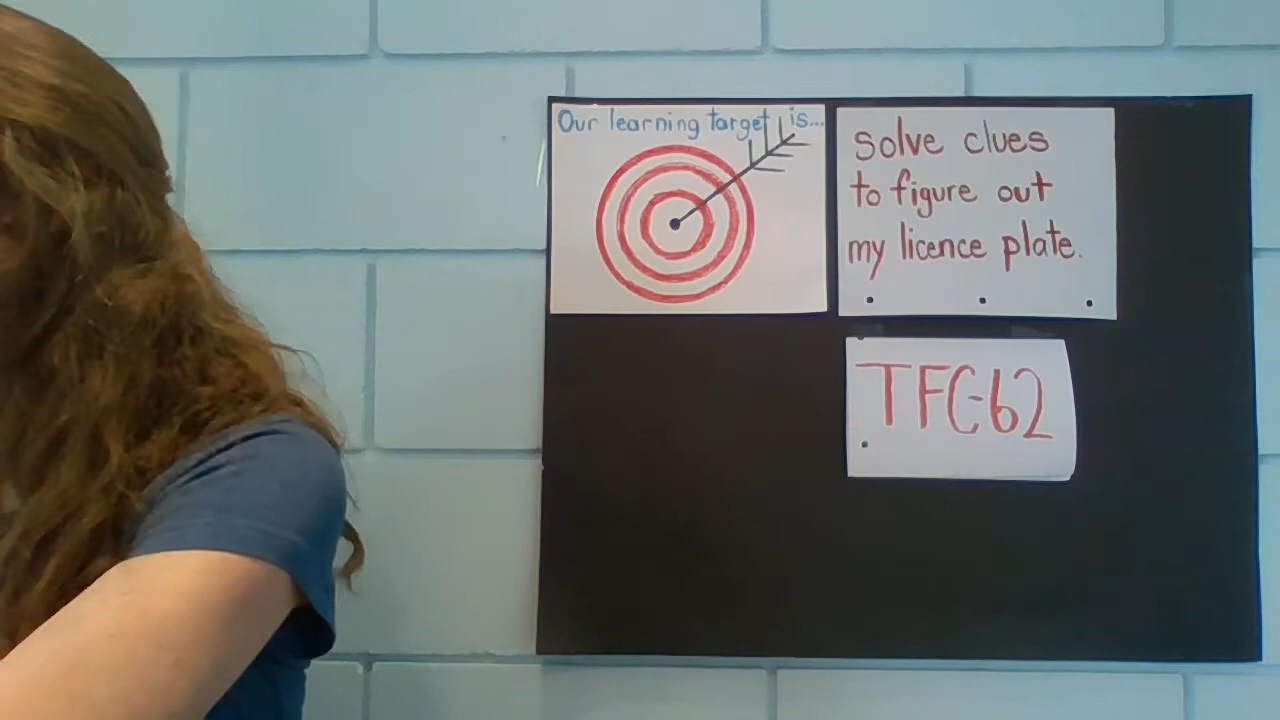 Our learning target is...
solve clues
to figure out
my licence plate.
TFC-62